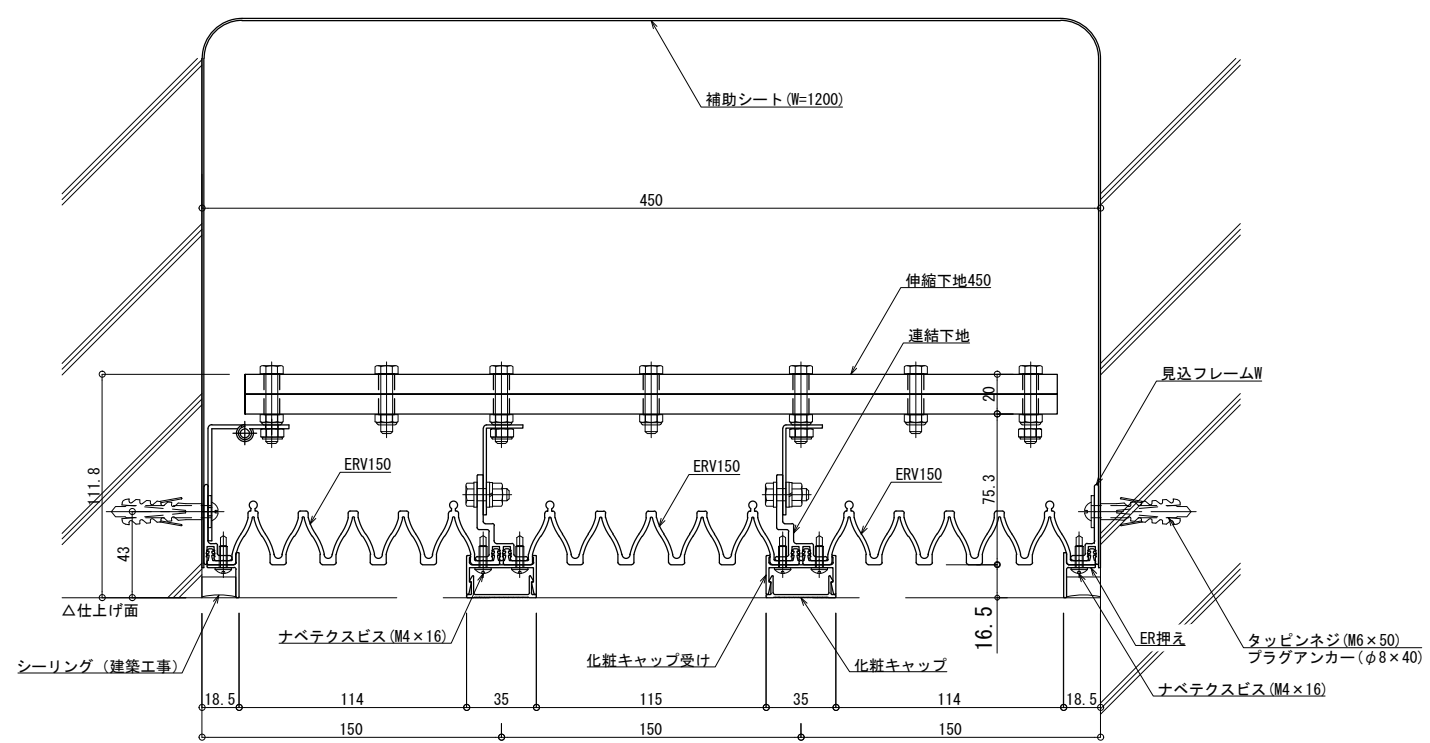 補助シート(W=1200)
450
伸縮下地450
連結下地
見込フレームW
20
ERV150
ERV150
ERV150
111.8
75.3
43
△仕上げ面
16.5
ナベテクスビス(M4×16)
シーリング（建築工事）
化粧キャップ受け
化粧キャップ
ER押え
タッピンネジ(M6×50)
プラグアンカー(φ8×40)
ナベテクスビス(M4×16)
18.5
114
35
115
35
114
18.5
150
150
150